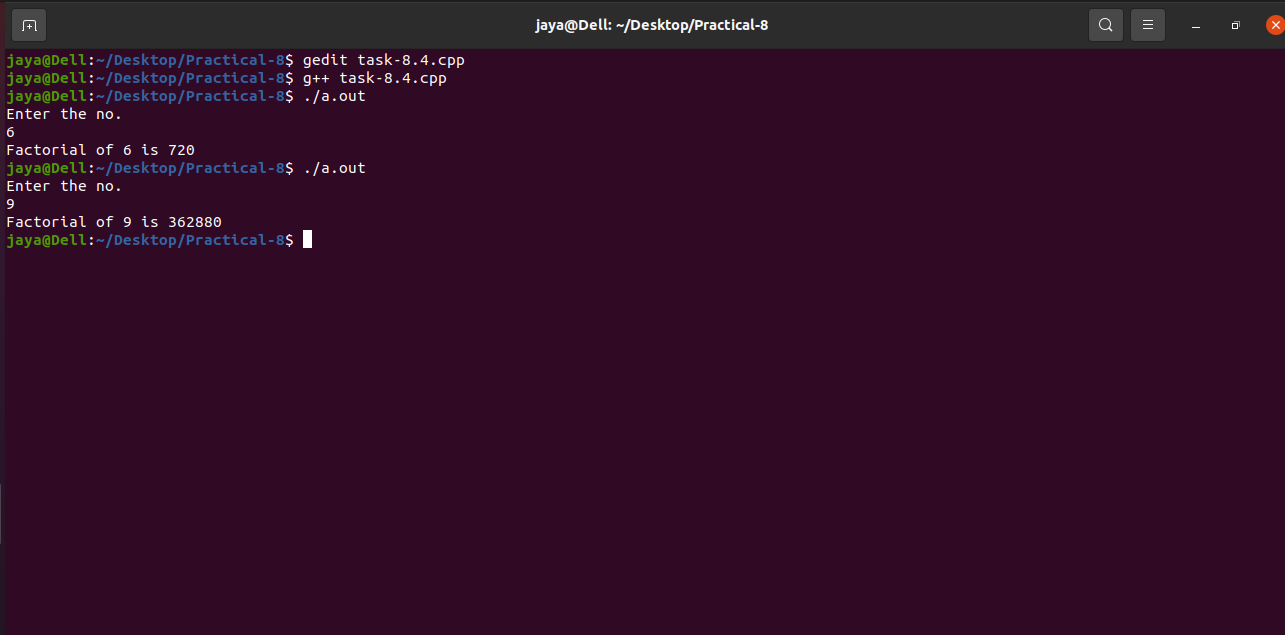 jaya@Dell: ~/Desktop/Practical-8
jaya@Dell:~/Desktop/Practical-8$ gedit task-8.4.cpp
jaya@Dell:~/Desktop/Practical-8$ g++ task-8.4.cpp
jaya@Dell:~/Desktop/Practical-8$ ./a.out
Enter the no.
6
Factorial of 6 is 720
jaya@Dell:~/Desktop/Practical-8$ ./a.out
Enter the no.
9
Factorial of 9 is 362880
jaya@Dell:~/Desktop/Practical-8$